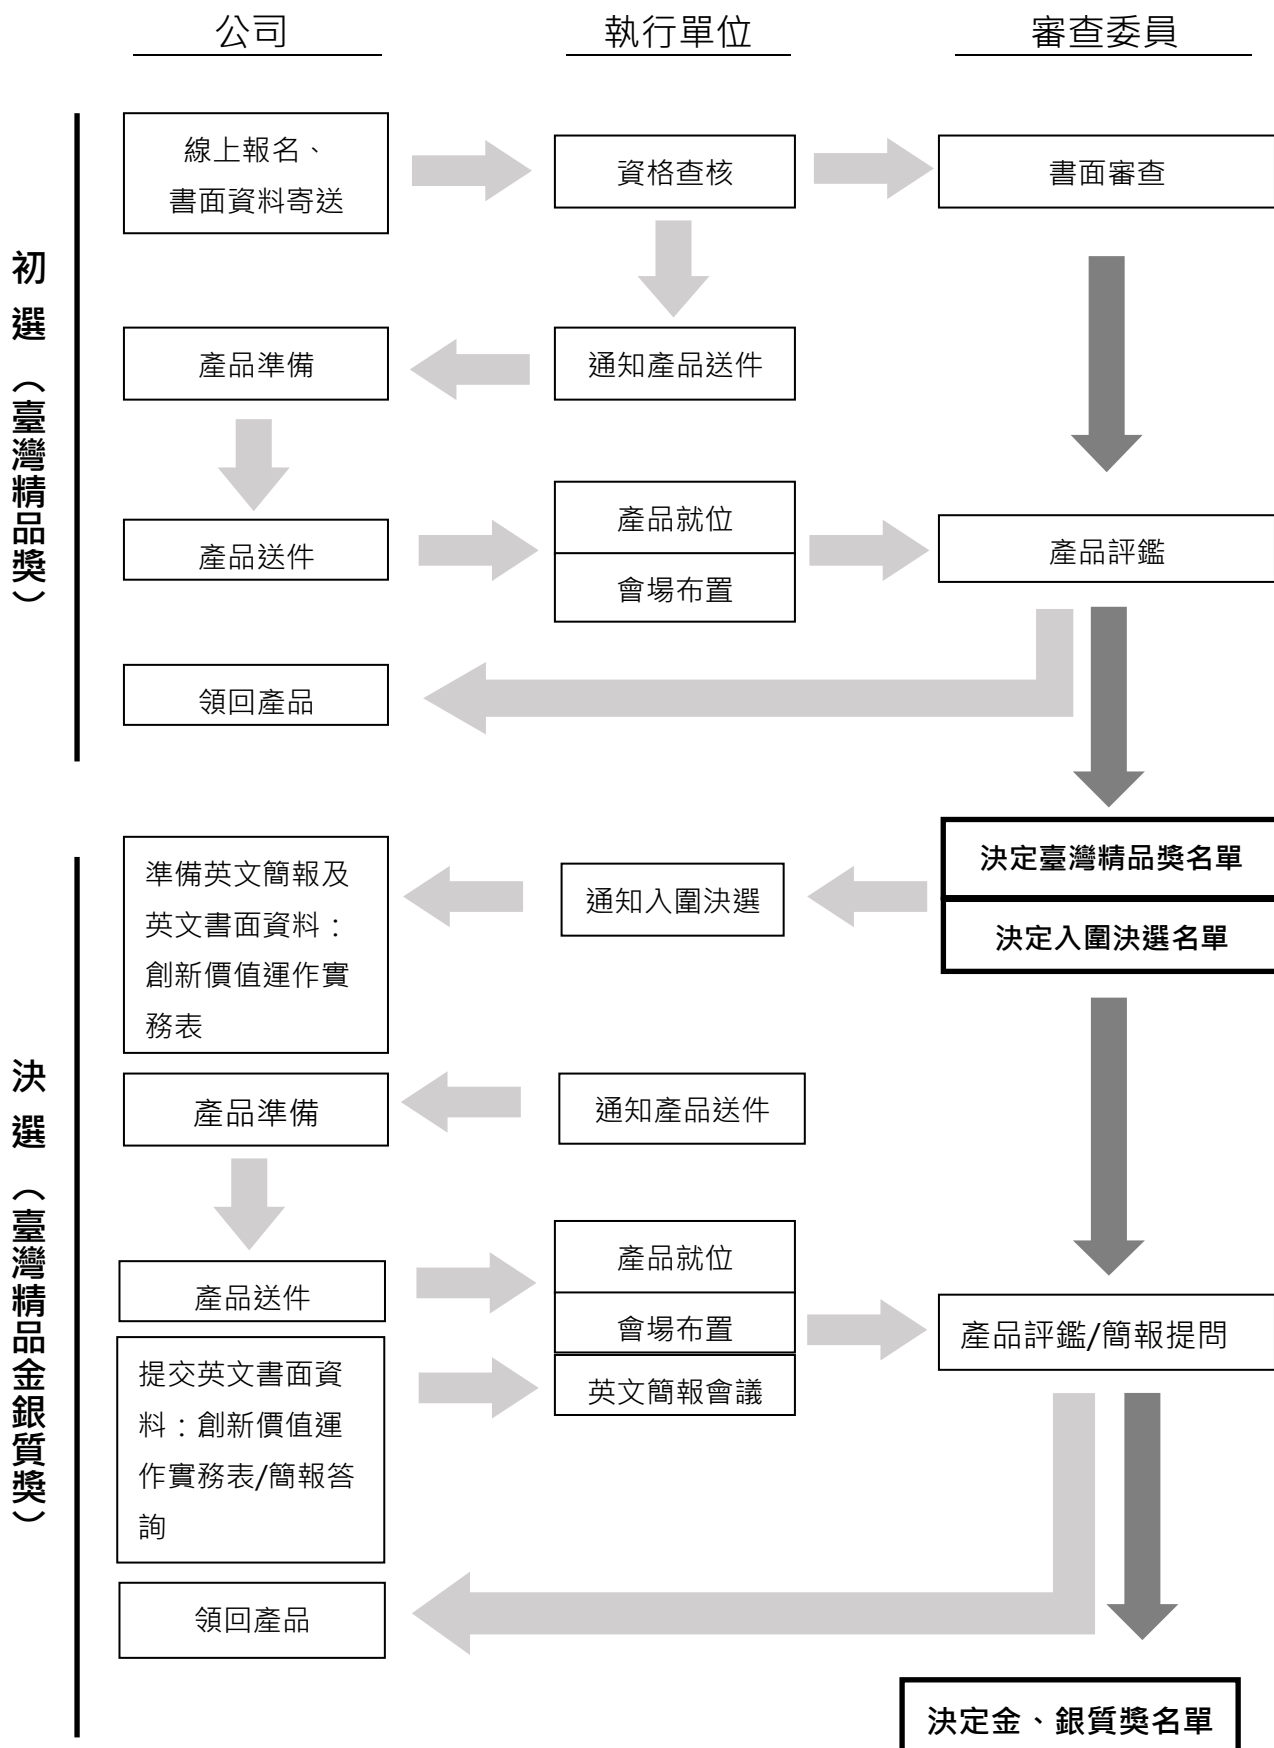 公司
執行單位
審查委員
初選（臺灣精品獎）
線上報名、
書面資料寄送
資格查核
書面審查
產品準備
通知產品送件
產品送件
產品就位
會場布置
產品評鑑
領回產品
決定臺灣精品獎名單
決定入圍決選名單
決選（臺灣精品金銀質獎）
準備英文簡報及
英文書面資料：
創新價值運作實
務表
通知入圍決選
產品準備
通知產品送件
產品送件
產品就位
會場布置
英文簡報會議
產品評鑑/簡報提問
提交英文書面資
料：創新價值運
作實務表/簡報答
詢
領回產品
決定金、銀質獎名單